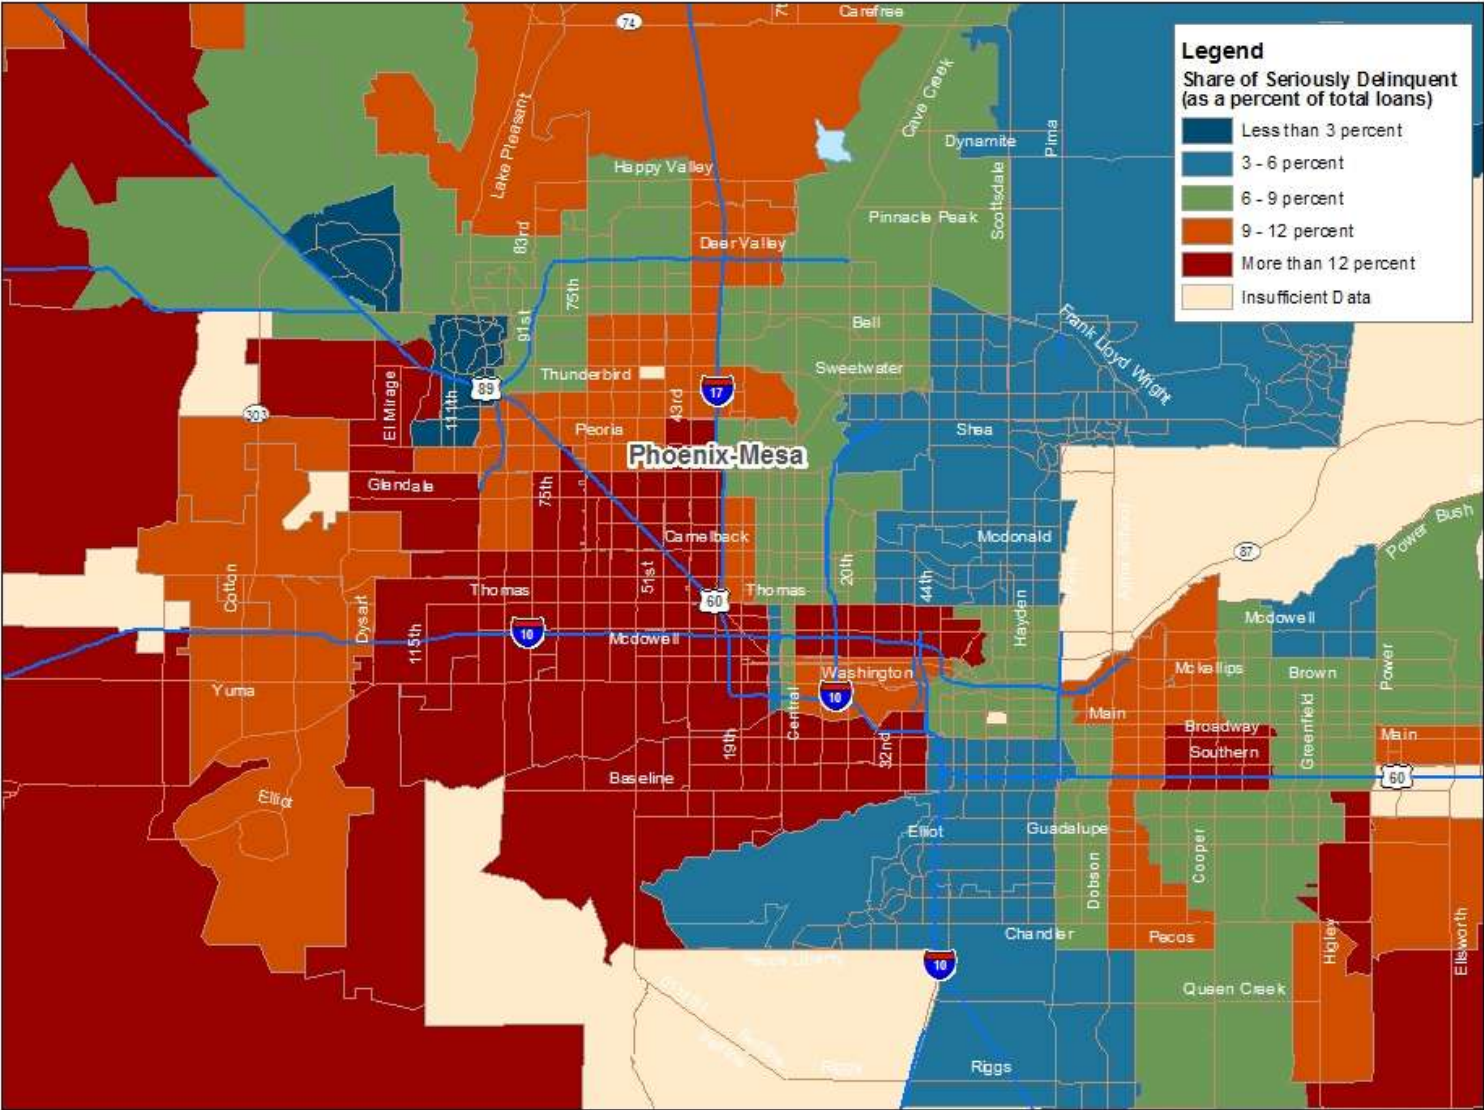 74
7t
Carefree
Legend
Share of Seriously Delinquent
(as a percent of total loans)
Less than 3 percent
3 - 6 percent
6 - 9 percent
9 - 12 percent
More than 12 percent
Insufficient Data
Lake Pleasant
Cave Creek
Dynamite
Pima
Happy Valley
Scottsdale
Pinnacle Peak
83rd
Deer Valley
75th
91st
Bell
Frank Lloyd Wright
Sweetwater
Thunderbird
89
17
El Mirage
111th
43rd
303
Peoria
Shea
Phoenix-Mesa
Glendale
75th
Power Bush
Camelback
Mcdonald
87
Cotton
51st
20th
44th
Thomas
60
Thomas
Hayden
Dysart
Mcdowell
115th
10
Mcdowell
Mckellips
Brown
Power
Yuma
Washington
10
Central
Main
Broadway
Greenfield
Main
19th
32nd
Southern
Baseline
60
Elliot
Elliot
Guadalupe
Cooper
Dobson
Chandler
Pecos
Higley
Ellsworth
10
Queen Creek
Riggs
Riggs